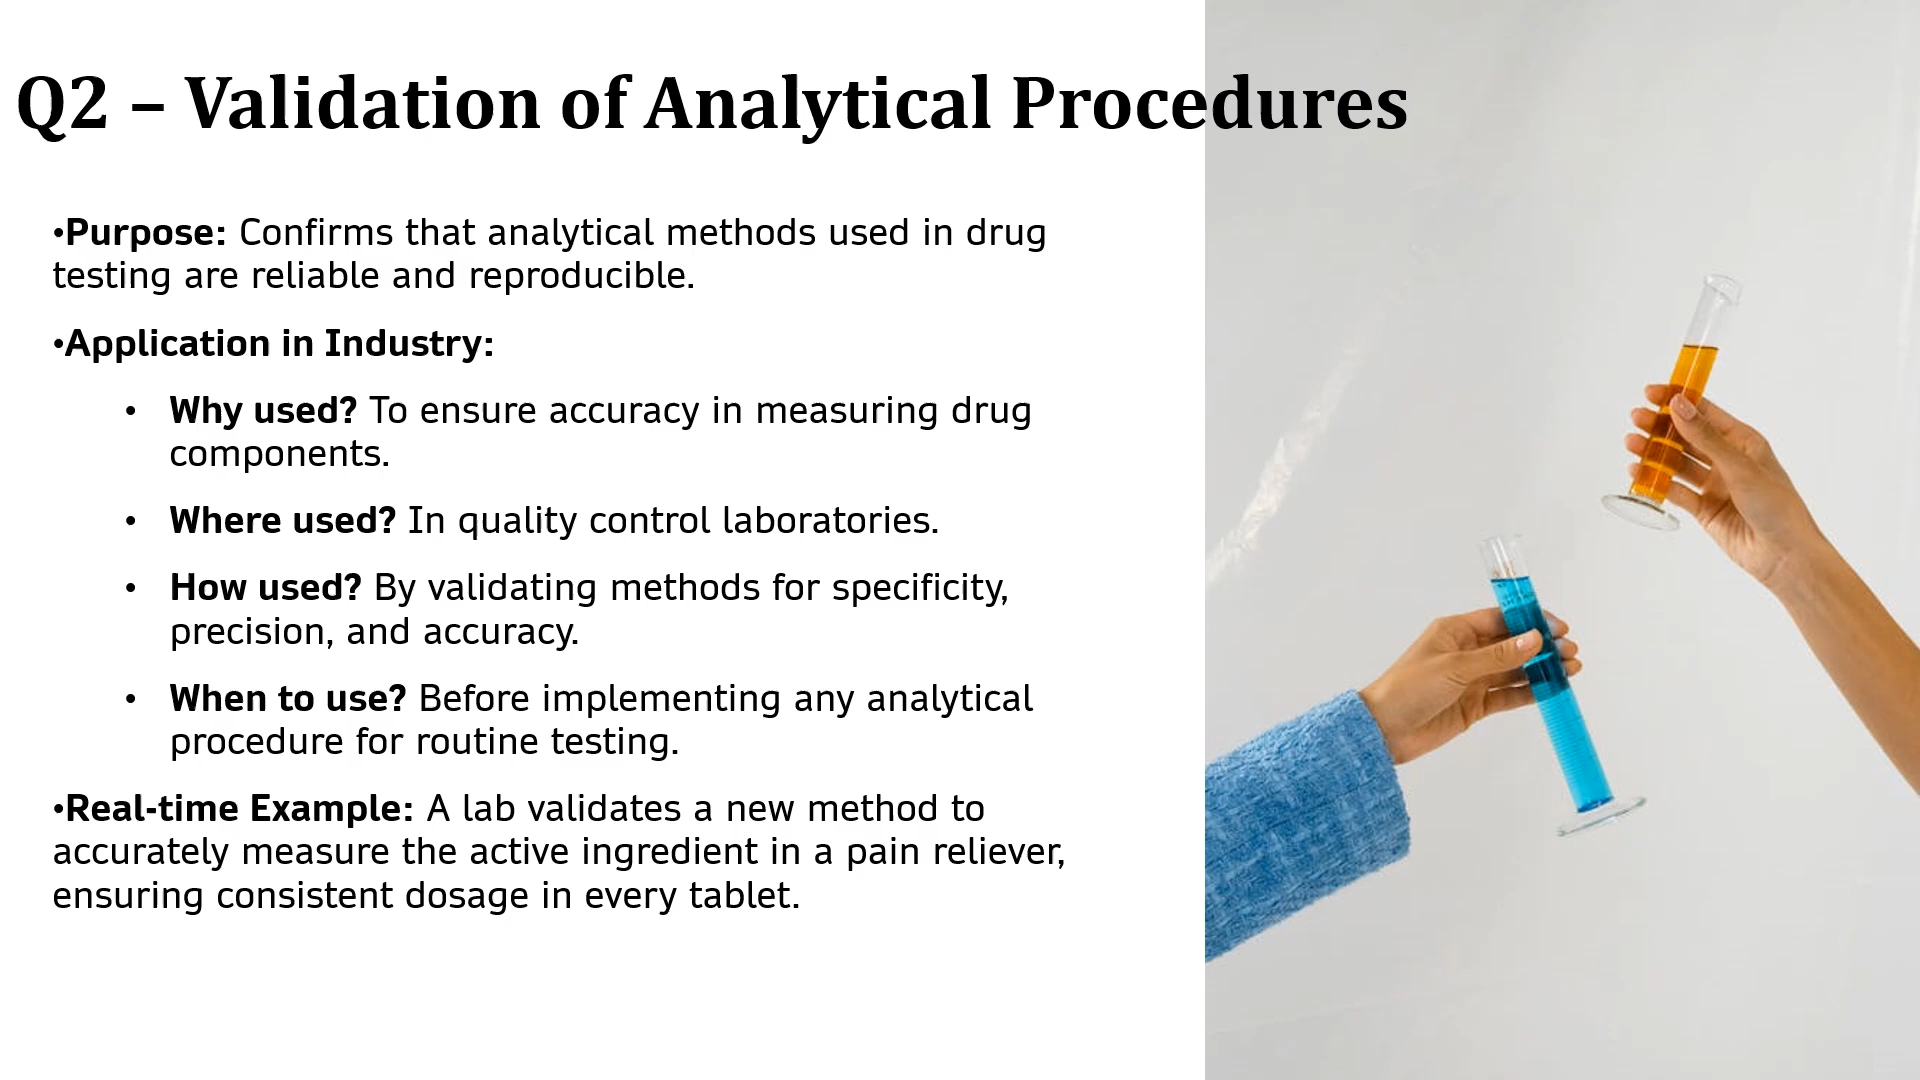 Q2 – Validation of Analytical Procedures
•Purpose: Confirms that analytical methods used in drug
testing are reliable and reproducible.
•Application in Industry:
• Why used? To ensure accuracy in measuring drug
components.
• Where used? In quality control laboratories.
• How used? By validating methods for specificity,
precision, and accuracy.
• When to use? Before implementing any analytical
procedure for routine testing.
•Real-time Example: A lab validates a new method to
accurately measure the active ingredient in a pain reliever,
ensuring consistent dosage in every tablet.